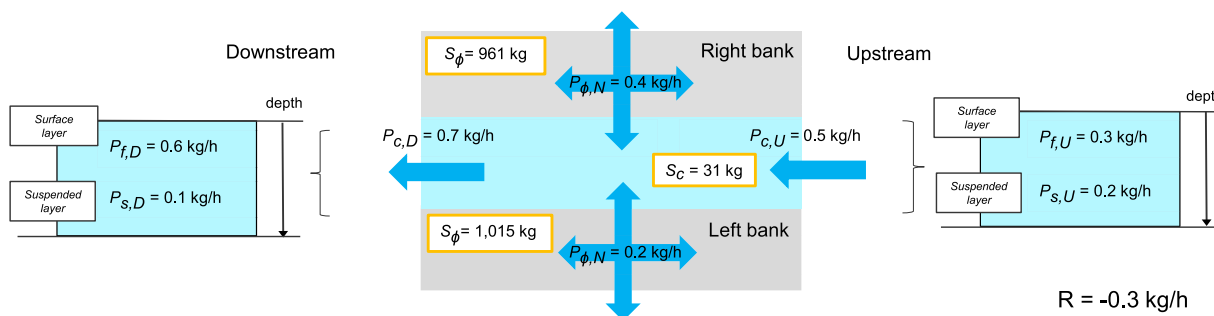 Downstream
depth
Surface
layer
P_f,D = 0.6 kg/h
Suspended
layer
P_s,D = 0.1 kg/h
P_c,D = 0.7 kg/h
S_ϕ = 961 kg
Right bank
P_ϕ,N = 0.4 kg/h
P_c,U = 0.5 kg/h
S_c = 31 kg
S_ϕ = 1,015 kg
Left bank
P_ϕ,N = 0.2 kg/h
Upstream
dept
Surface
layer
P_f,U = 0.3 kg/h
Suspended
layer
P_s,U = 0.2 kg/h
R = -0.3 kg/h